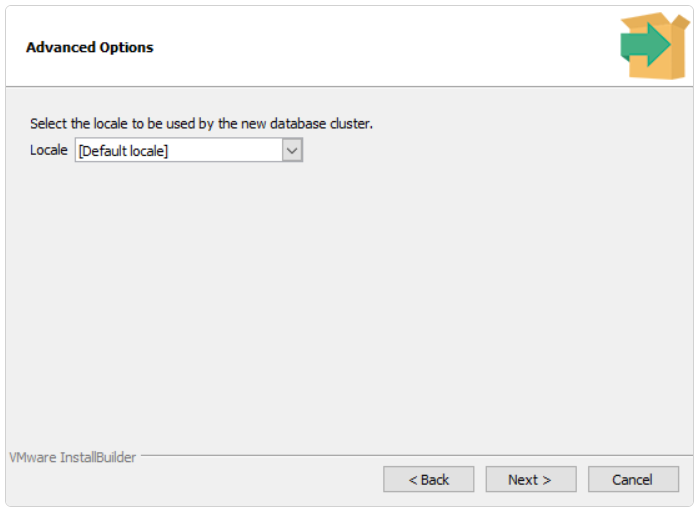 Advanced Options
Select the locale to be used by the new database cluster.
Locale [Default locale]
VMware InstallBuilder
< Back Next > Cancel